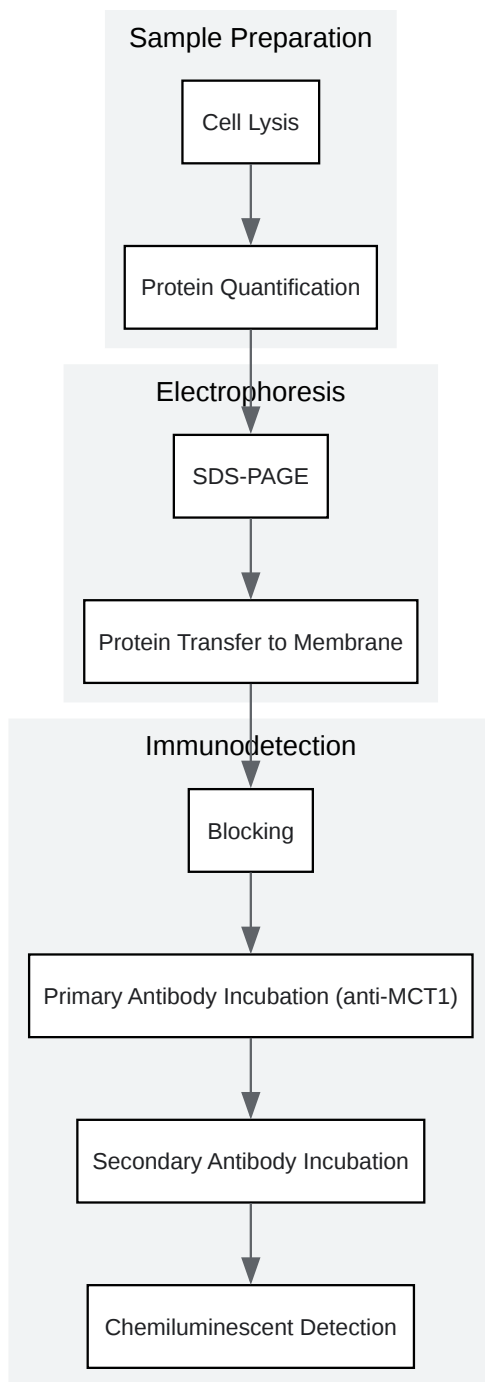 Sample Preparation
Cell Lysis
Protein Quantification
Electrophoresis
SDS-PAGE
Protein Transfer to Membrane
Immunodetection
Blocking
Primary Antibody Incubation (anti-MCT1)
Secondary Antibody Incubation
Chemiluminescent Detection